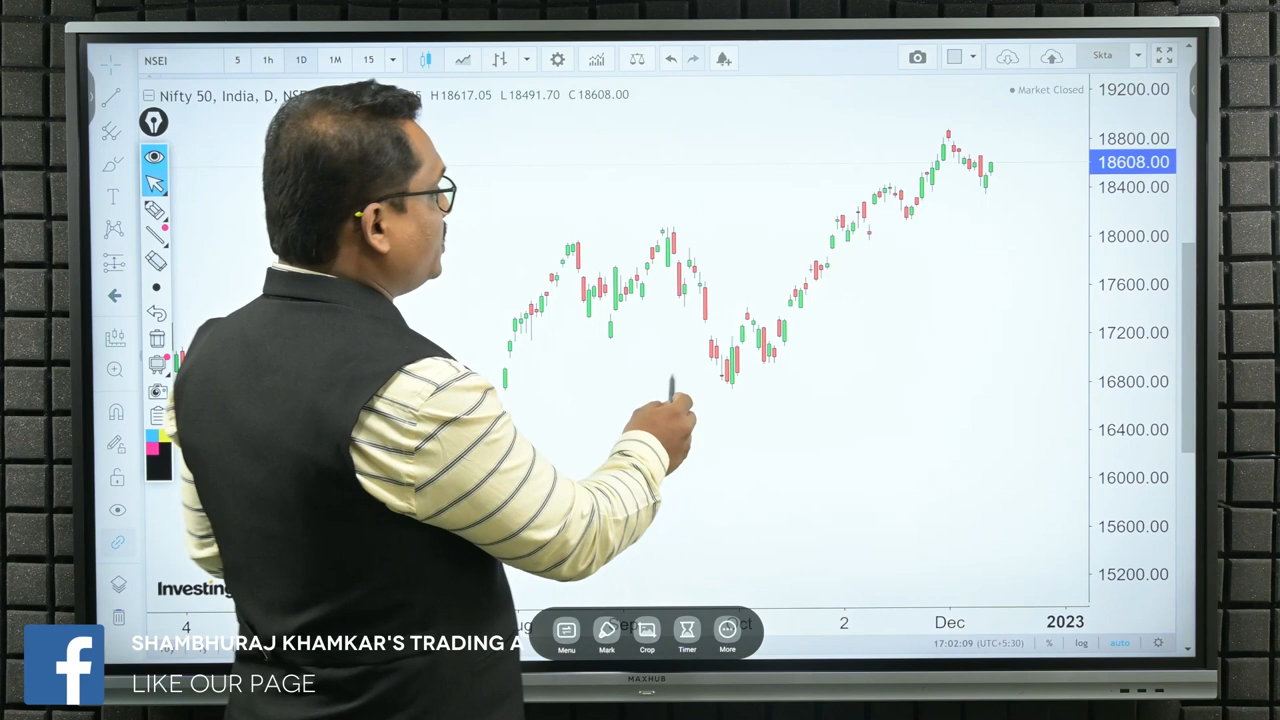 NSEI 5 1h 1D 1M 15 Skta
Nifty 50, India, D, H18617.05 L18491.70 C18608.00
Market Closed
19200.00
18800.00
18608.00
18400.00
18000.00
17600.00
17200.00
16800.00
16400.00
16000.00
15600.00
15200.00
T
Investing
4 2 Dec 2023
Menu Mark Crop Timer More
17:02:09 (UTC+5:30) % log auto
MAXHUB
f
SHAMBHURAJ KHAMKAR'S TRADING A
LIKE OUR PAGE